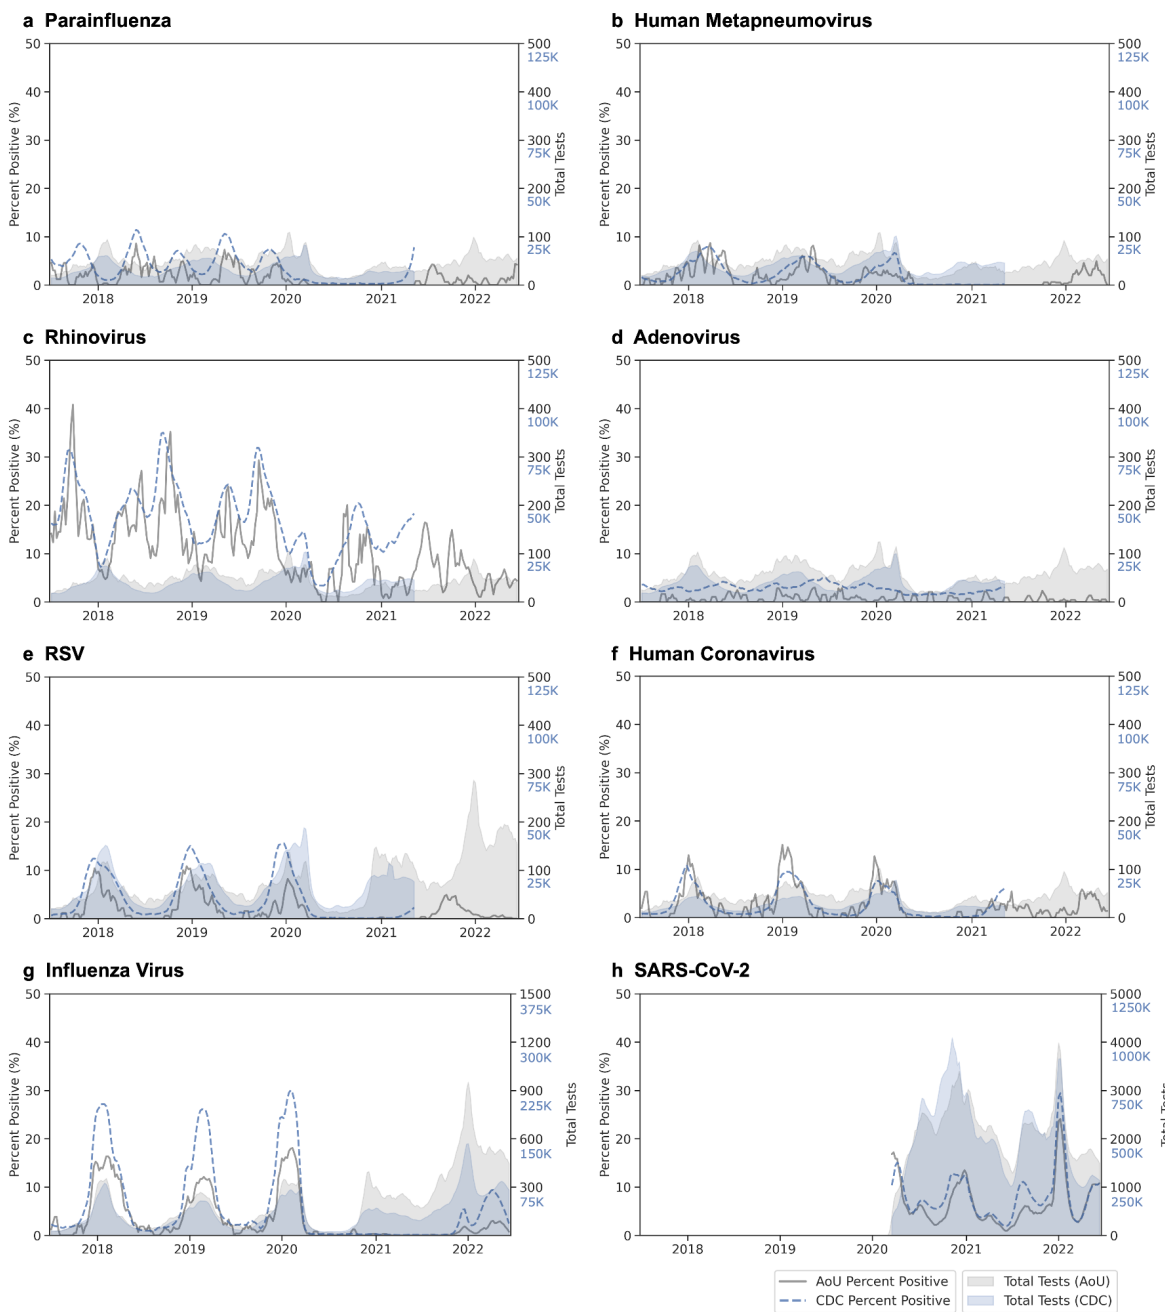 a Parainfluenza
50
40
30
20
10
0
Percent Positive (%)
500
125K
400
100K
300
75K
200
50K
100
25K
0
Total Tests
2018 2019 2020 2021 2022
b Human Metapneumovirus
50
40
30
20
10
0
Percent Positive (%)
500
125K
400
100K
300
75K
200
50K
100
25K
0
Total Tests
2018 2019 2020 2021 2022
c Rhinovirus
50
40
30
20
10
0
Percent Positive (%)
500
125K
400
100K
300
75K
200
50K
100
25K
0
Total Tests
2018 2019 2020 2021 2022
d Adenovirus
50
40
30
20
10
0
Percent Positive (%)
500
125K
400
100K
300
75K
200
50K
100
25K
0
Total Tests
2018 2019 2020 2021 2022
e RSV
50
40
30
20
10
0
Percent Positive (%)
500
125K
400
100K
300
75K
200
50K
100
25K
0
Total Tests
2018 2019 2020 2021 2022
f Human Coronavirus
50
40
30
20
10
0
Percent Positive (%)
500
125K
400
100K
300
75K
200
50K
100
25K
0
Total Tests
2018 2019 2020 2021 2022
g Influenza Virus
50
40
30
20
10
0
Percent Positive (%)
1500
375K
1200
300K
900
225K
600
150K
300
75K
Total Tests
2018 2019 2020 2021 2022
h SARS-CoV-2
50
40
30
20
10
0
Percent Positive (%)
5000
1250K
4000
1000K
3000
750K
2000
500K
1000
250K
0
2018 2019 2020 2021 2022
AoU Percent Positive
CDC Percent Positive
Total Tests (AoU)
Total Tests (CDC)